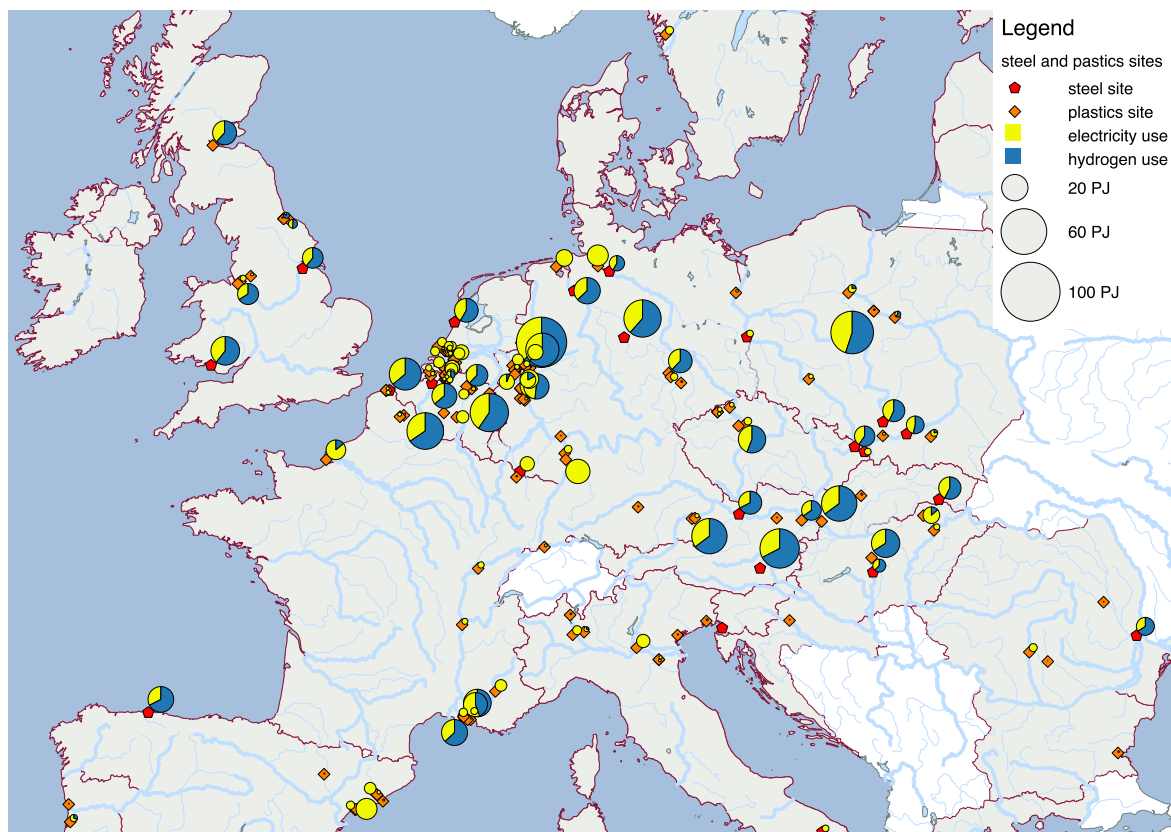 Legend
steel and pastics sites
steel site
plastics site
electricity use
hydrogen use
20 PJ
60 PJ
100 PJ